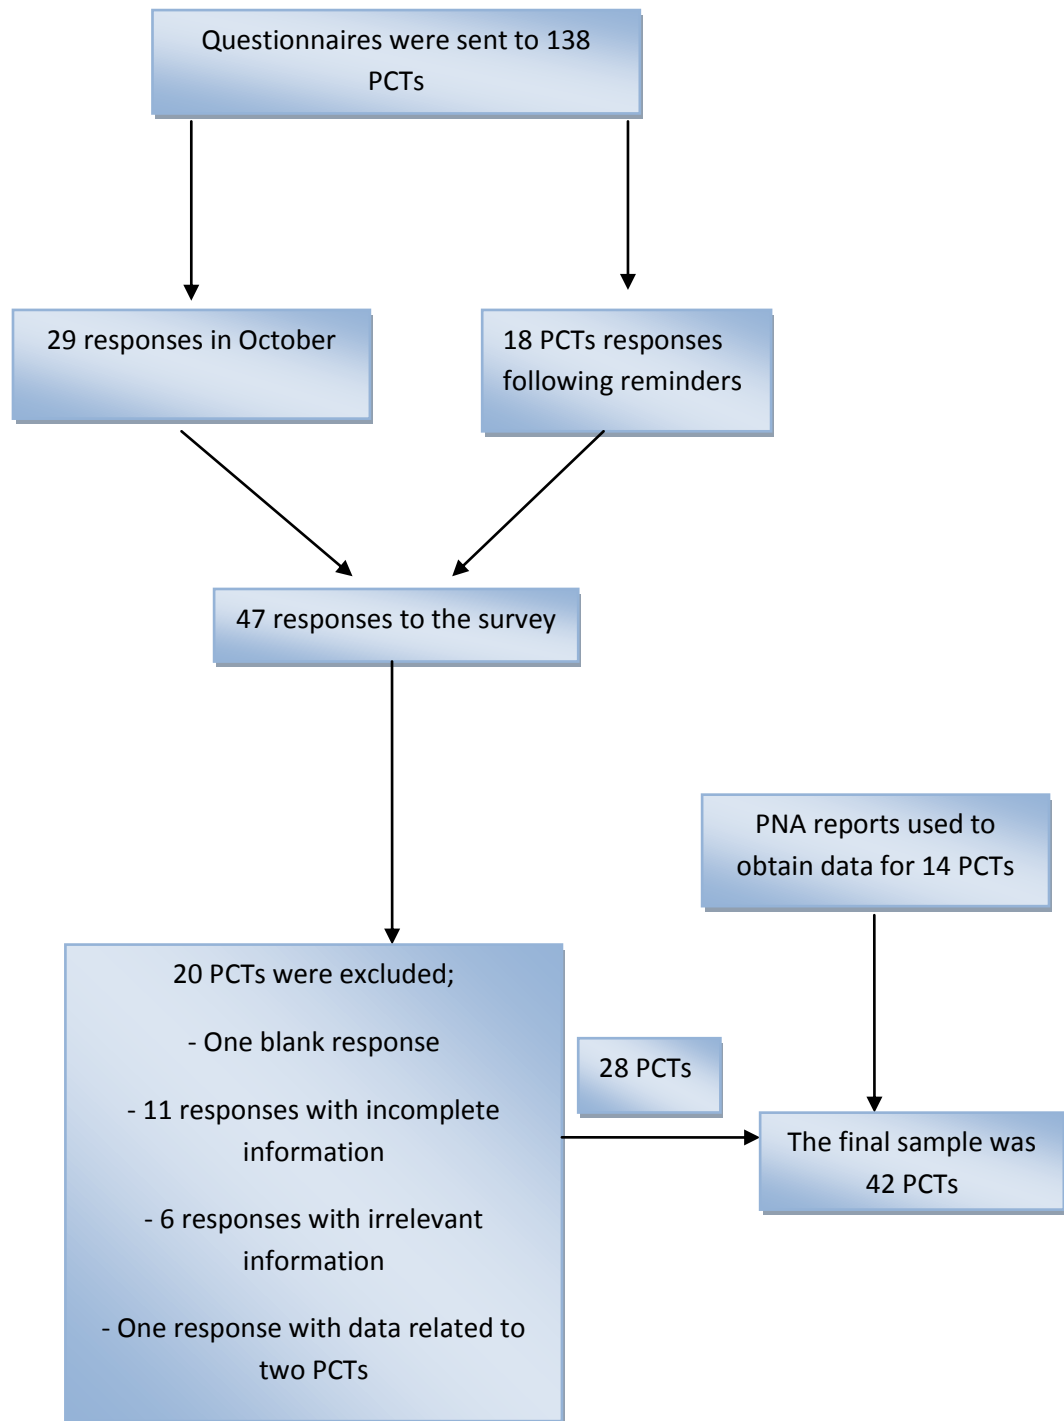 Questionnaires were sent to 138
PCTs
29 responses in October
18 PCTs responses
following reminders
47 responses to the survey
PNA reports used to
obtain data for 14 PCTs
20 PCTs were excluded;
- One blank response
- 11 responses with incomplete
information
- 6 responses with irrelevant
information
- One response with data related to
two PCTs
28 PCTs
The final sample was
42 PCTs